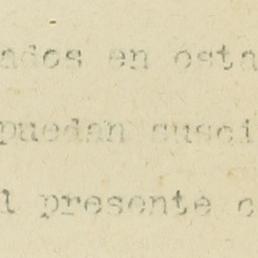 ados en esta
puedan susci
l presente c